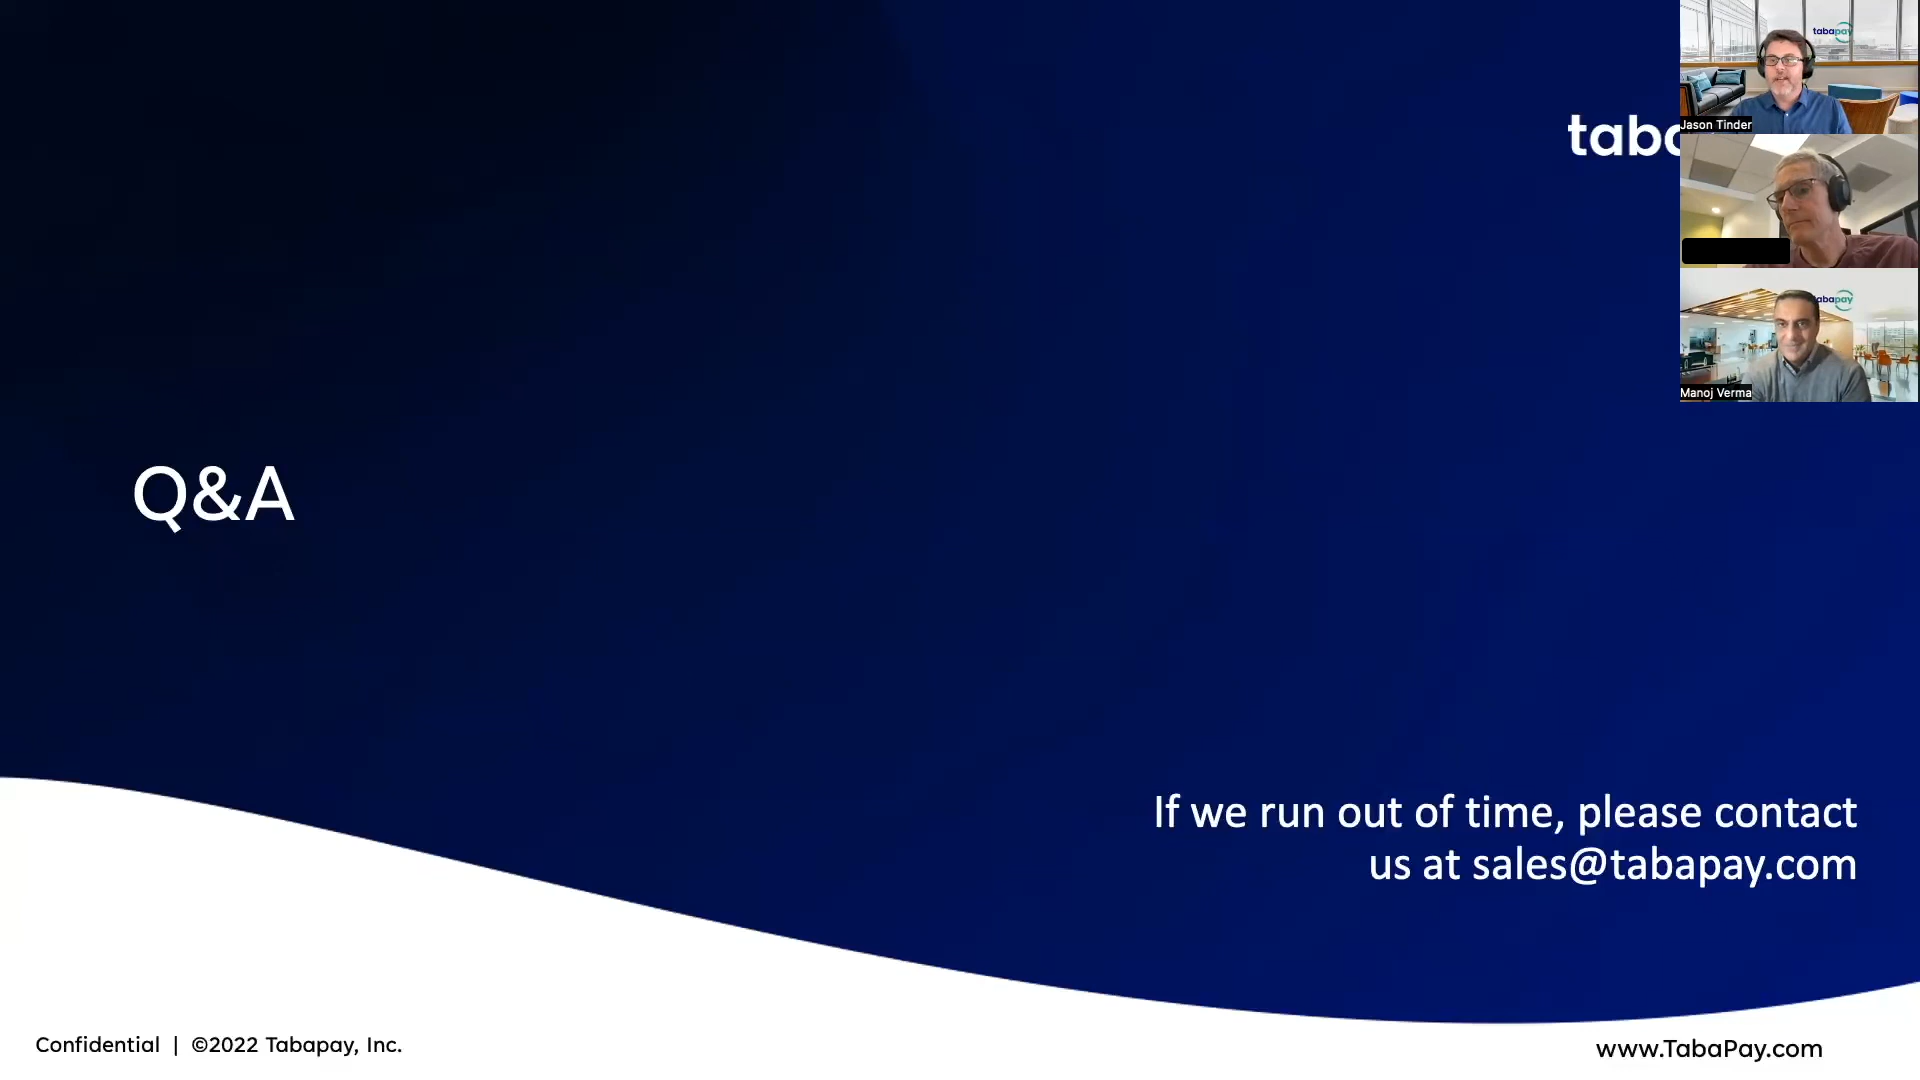 tabapay
Jason Tinder
taba
tabapay
Manoj Verma
Q&A
If we run out of time, please contact
us at sales@tabapay.com
Confidential | ©2022 Tabapay, Inc.
www.TabaPay.com